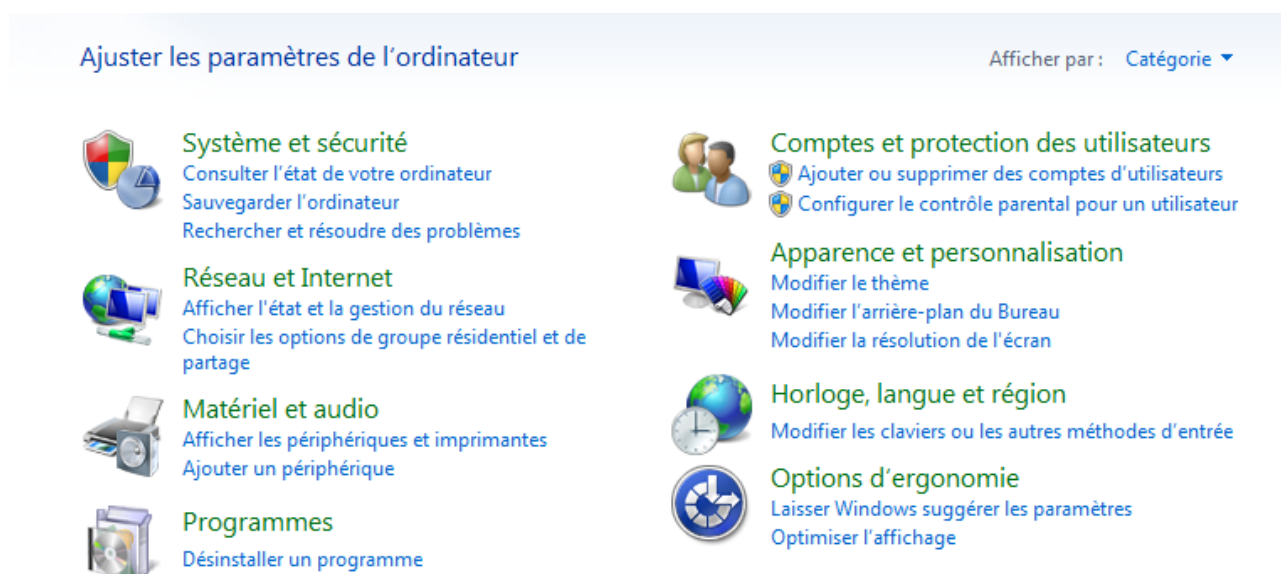 Ajuster les paramètres de l'ordinateur
Afficher par : Catégorie
Système et sécurité
Consulter l'état de votre ordinateur
Sauvegarder l'ordinateur
Rechercher et résoudre des problèmes
Réseau et Internet
Afficher l'état et la gestion du réseau
Choisir les options de groupe résidentiel et de
partage
Matériel et audio
Afficher les périphériques et imprimantes
Ajouter un périphérique
Programmes
Désinstaller un programme
Comptes et protection des utilisateurs
Ajouter ou supprimer des comptes d'utilisateurs
Configurer le contrôle parental pour un utilisateur
Apparence et personnalisation
Modifier le thème
Modifier l'arrière-plan du Bureau
Modifier la résolution de l'écran
Horloge, langue et région
Modifier les claviers ou les autres méthodes d'entrée
Options d'ergonomie
Laisser Windows suggérer les paramètres
Optimiser l'affichage